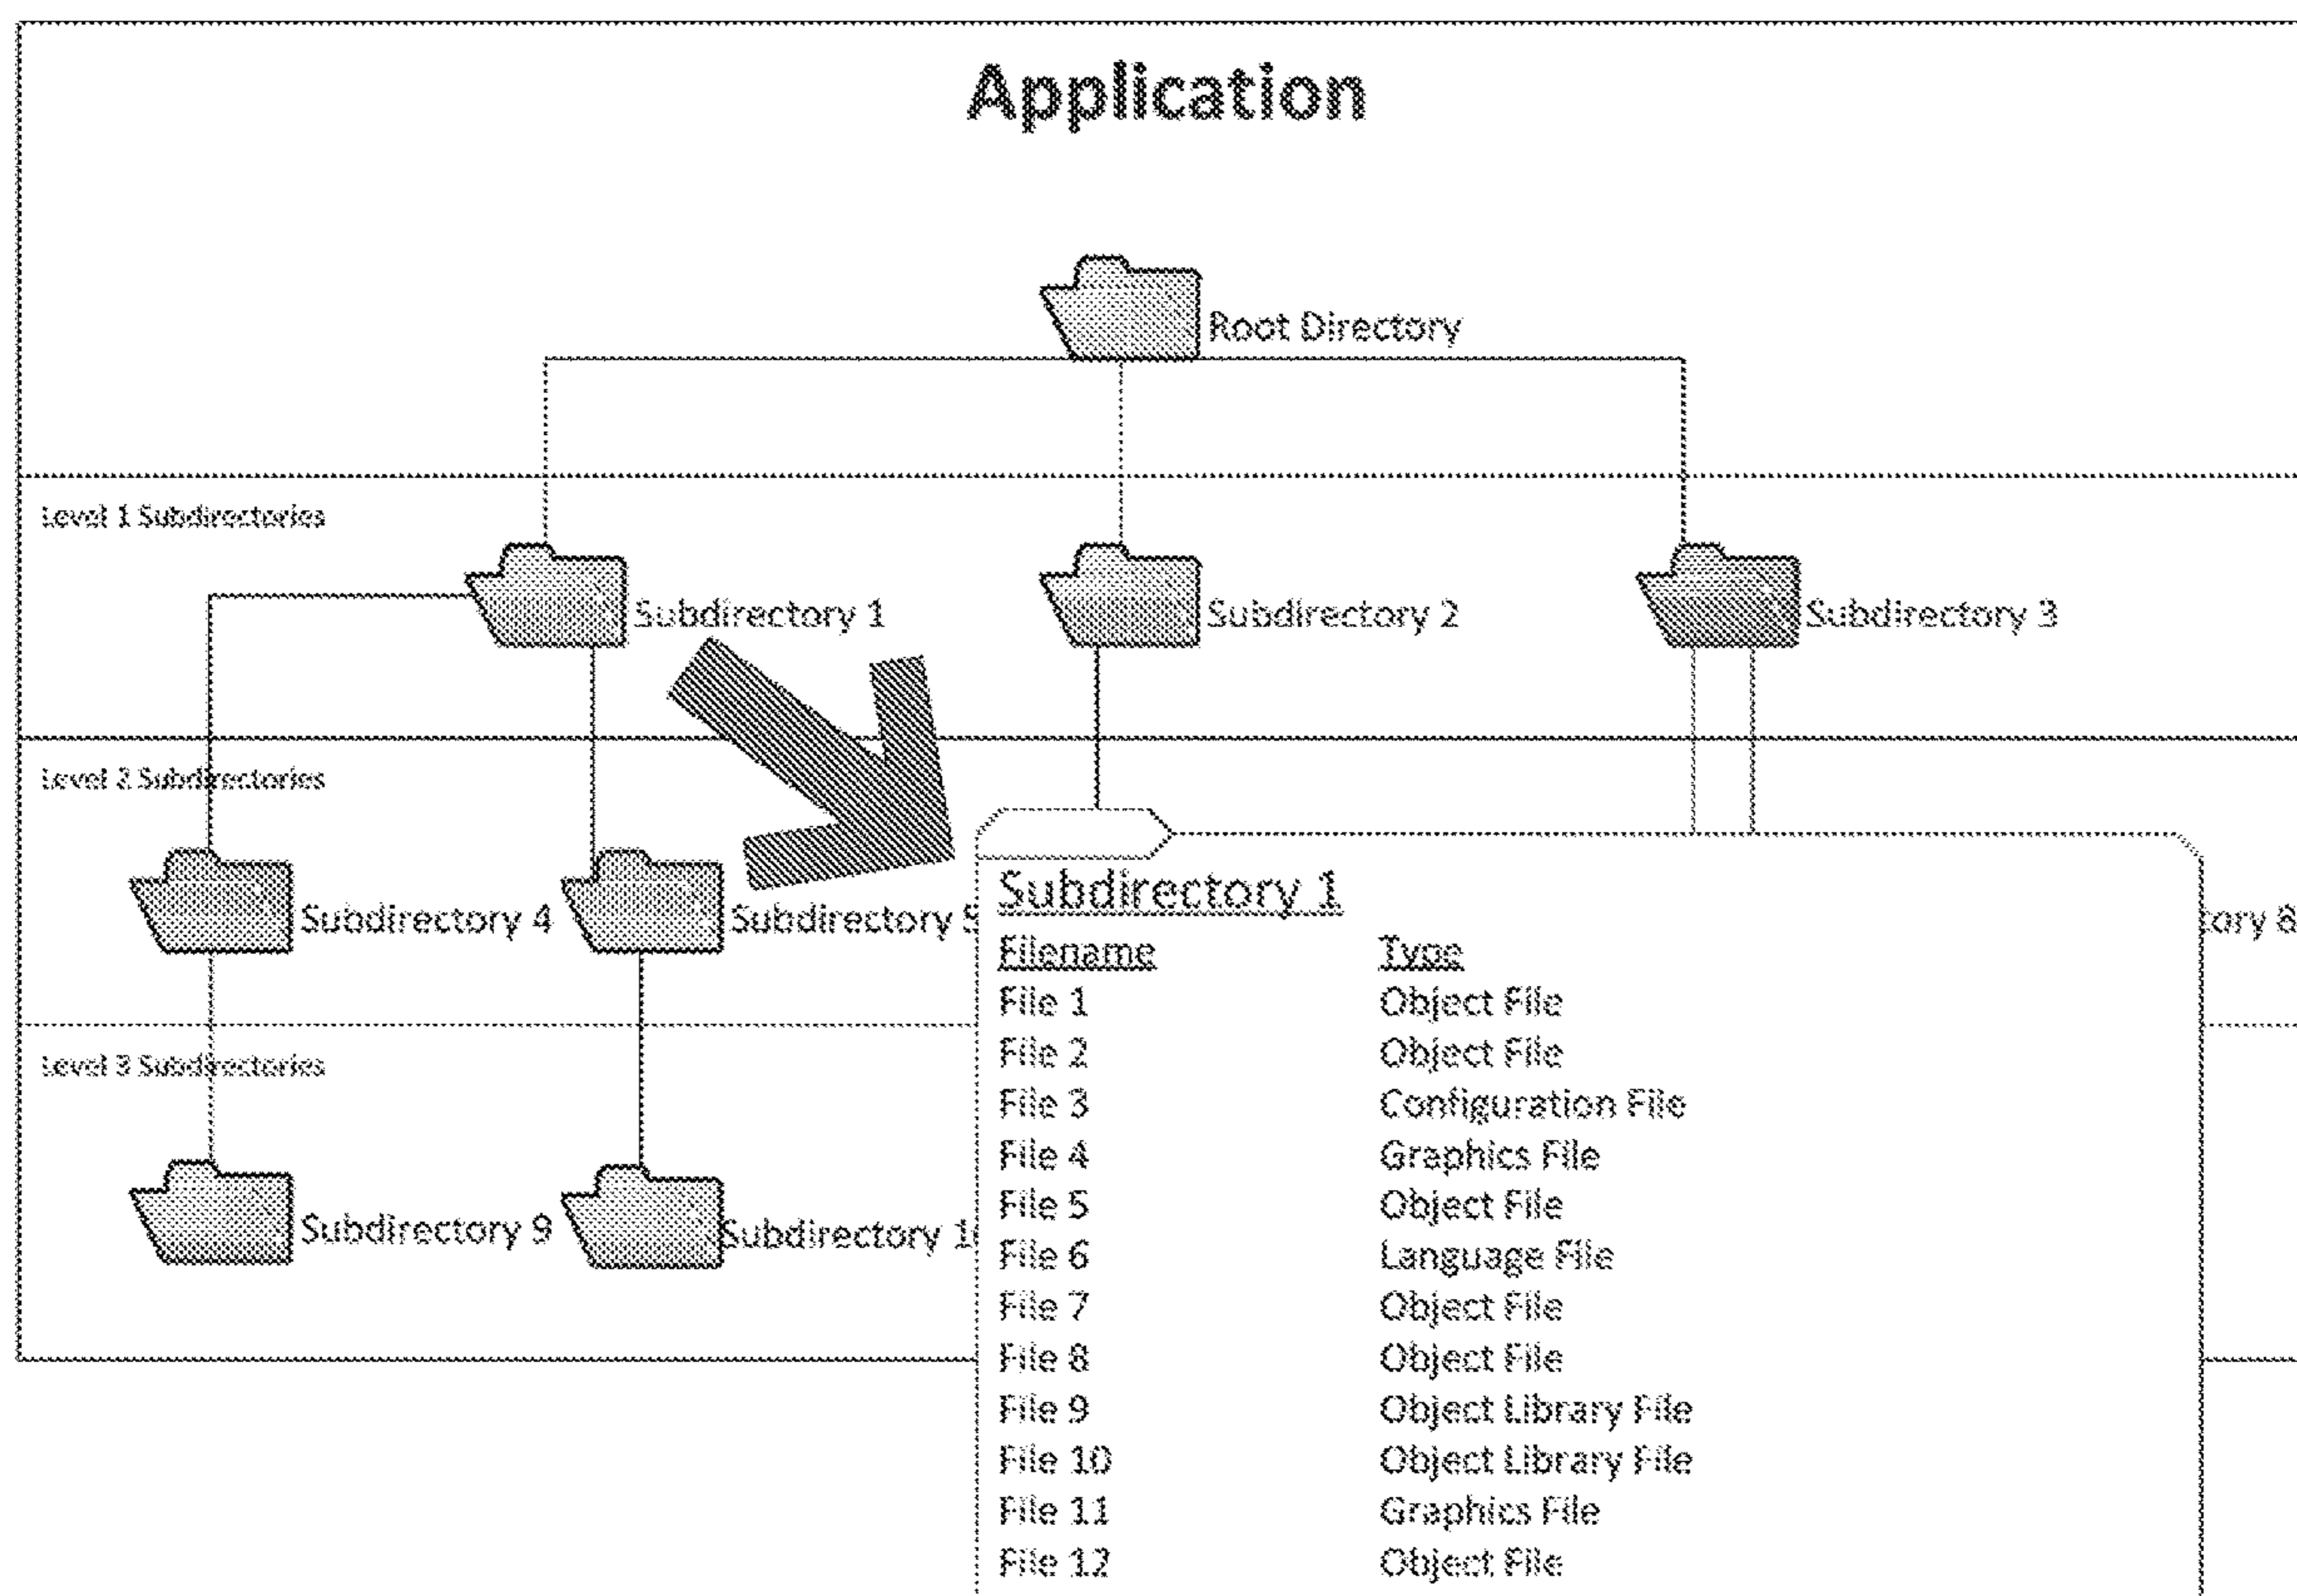 Application
Root Directory
Level 1 Subdirectories
Subdirectory 1
Subdirectory 2
Subdirectory 3
Level 2 Subdirectories
Subdirectory 4
Subdirectory 5
tory 8
Level 3 Subdirectories
Subdirectory 9
Subdirectory 1
Subdirectory 1
Filename Type
File 1 Object File
File 2 Object File
File 3 Configuration File
File 4 Graphics File
File 5 Object File
File 6 Language File
File 7 Object File
File 8 Object File
File 9 Object Library File
File 10 Object Library File
File 11 Graphics File
File 12 Object File